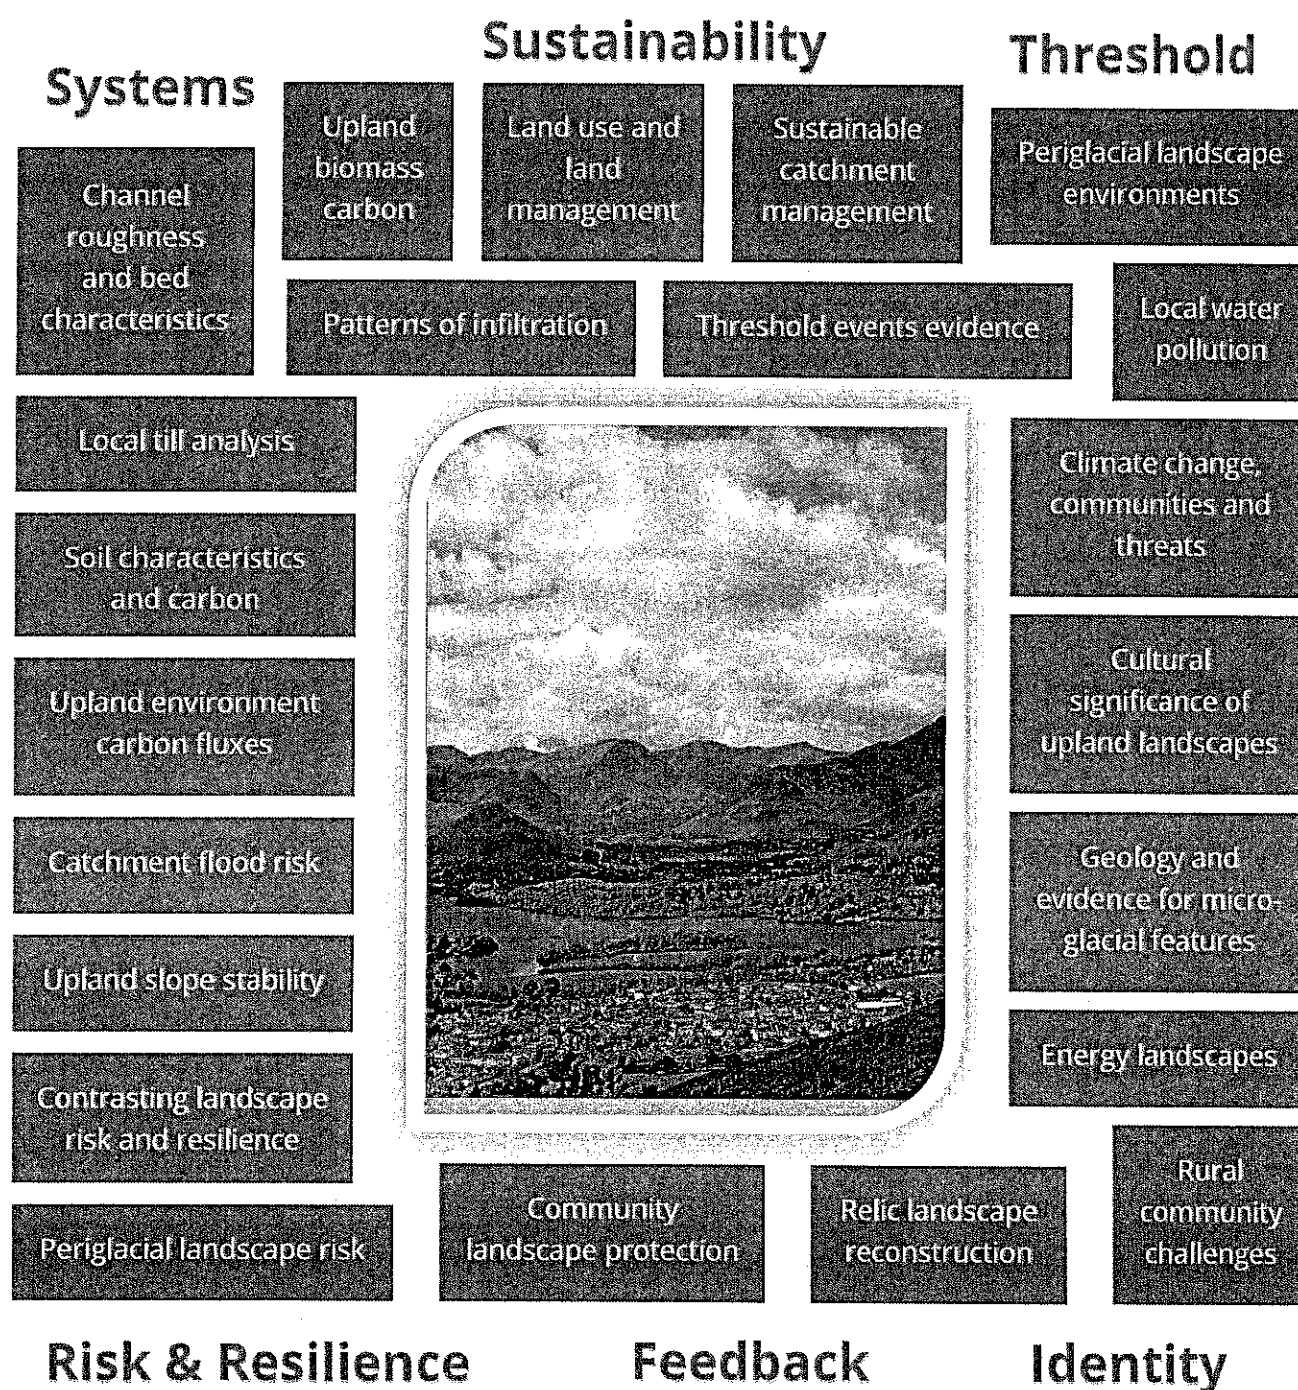 Systems
Sustainability
Threshold
Upland
biomass
carbon
Land use and
land
management
Sustainable
catchment
management
Periglacial landscape
environments
Channel
roughness
and bed
characteristics
Patterns of infiltration
Threshold events evidence
Local water
pollution
Local till analysis
Soil characteristics
and carbon
Upland environment
carbon fluxes
Catchment flood risk
Upland slope stability
Contrasting landscape
risk and resilience
Periglacial landscape risk
Climate change,
communities and
threats
Cultural
significance of
upland landscapes
Geology and
evidence for micro-
glacial features
Energy landscapes
Community
landscape protection
Relic landscape
reconstruction
Rural
community
challenges
Risk & Resilience
Feedback
Identity